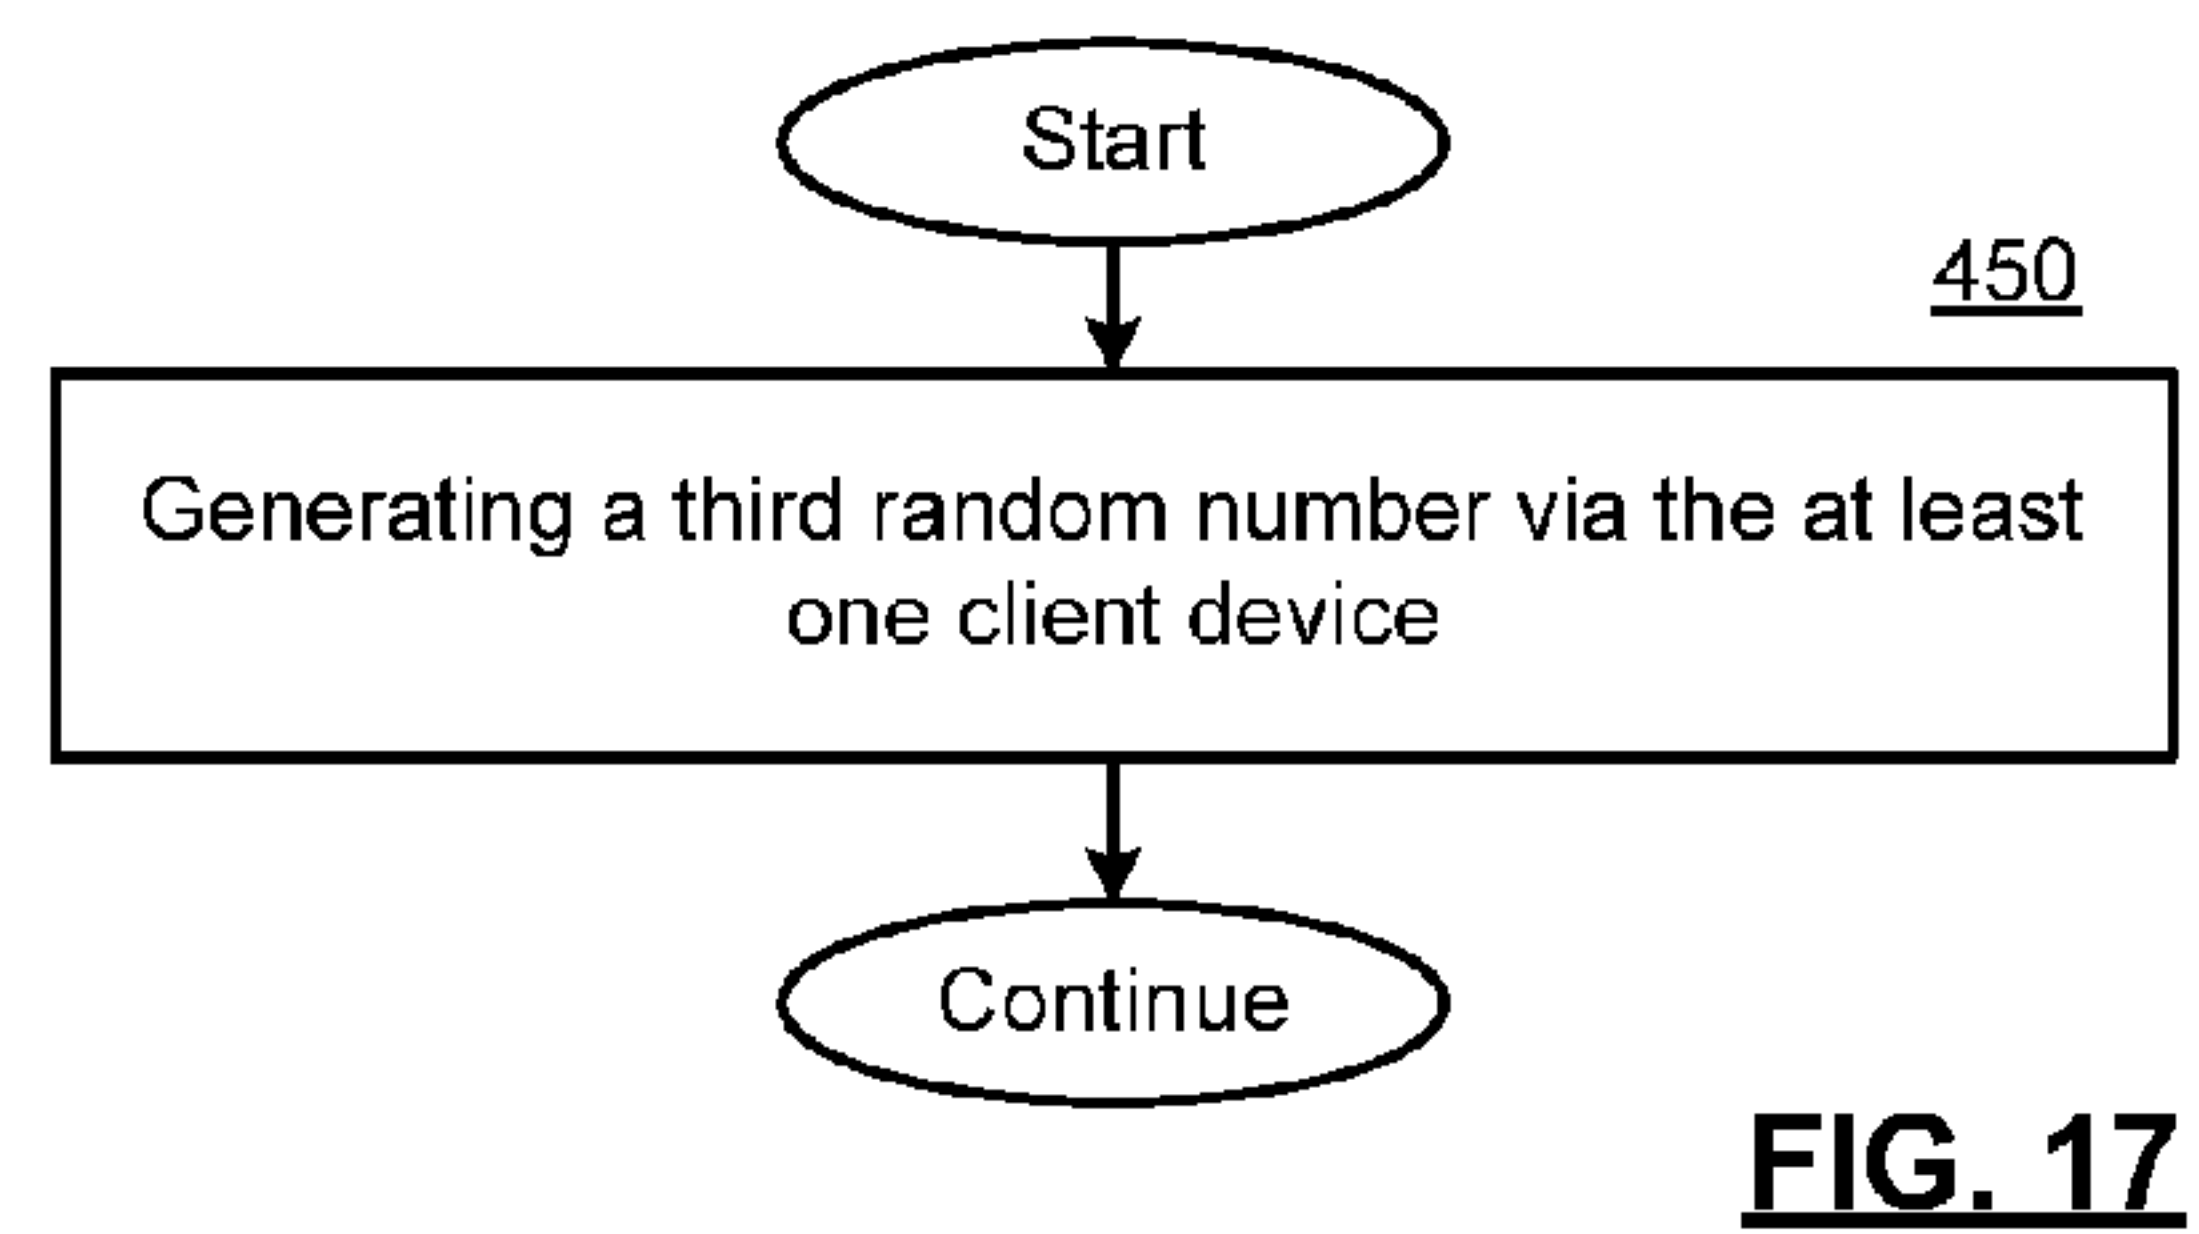 Start
450
Generating a third random number via the at least
one client device
Continue
FIG. 17